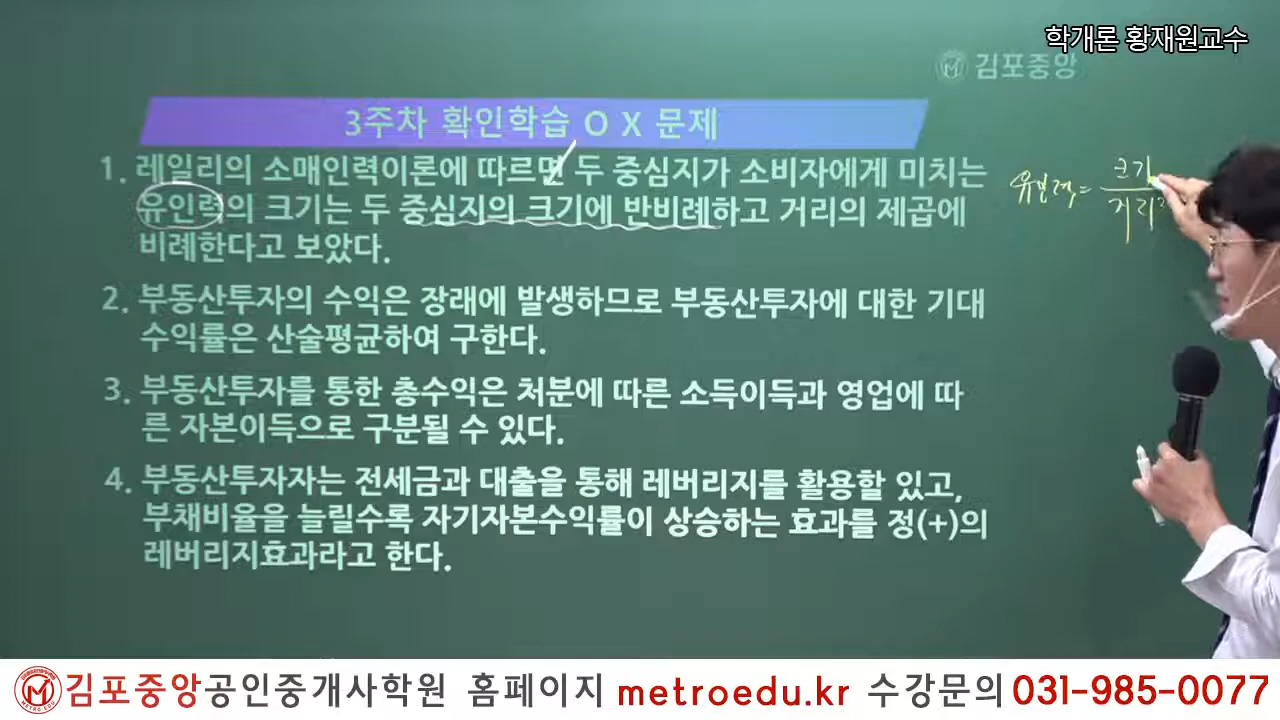 학개론 황재원교수
김포중앙
3주차 확인학습 O X 문제
1. 레일리의 소매인력이론에 따르면 두 중심지가 소비자에게 미치는
유인력의 크기는 두 중심지의 크기에 반비례하고 거리의 제곱에
비례한다고 보았다.
유인력 = 크기
거리²
2. 부동산투자의 수익은 장래에 발생하므로 부동산투자에 대한 기대
수익률은 산술평균하여 구한다.
3. 부동산투자를 통한 총수익은 처분에 따른 소득이득과 영업에 따
른 자본이득으로 구분될 수 있다.
4. 부동산투자자는 전세금과 대출을 통해 레버리지를 활용할 있고,
부채비율을 늘릴수록 자기자본수익률이 상승하는 효과를 정(+)의
레버리지효과라고 한다.
METRO EDU
김포중앙공인중개사학원 홈페이지 metroedu.kr 수강문의 031-985-0077